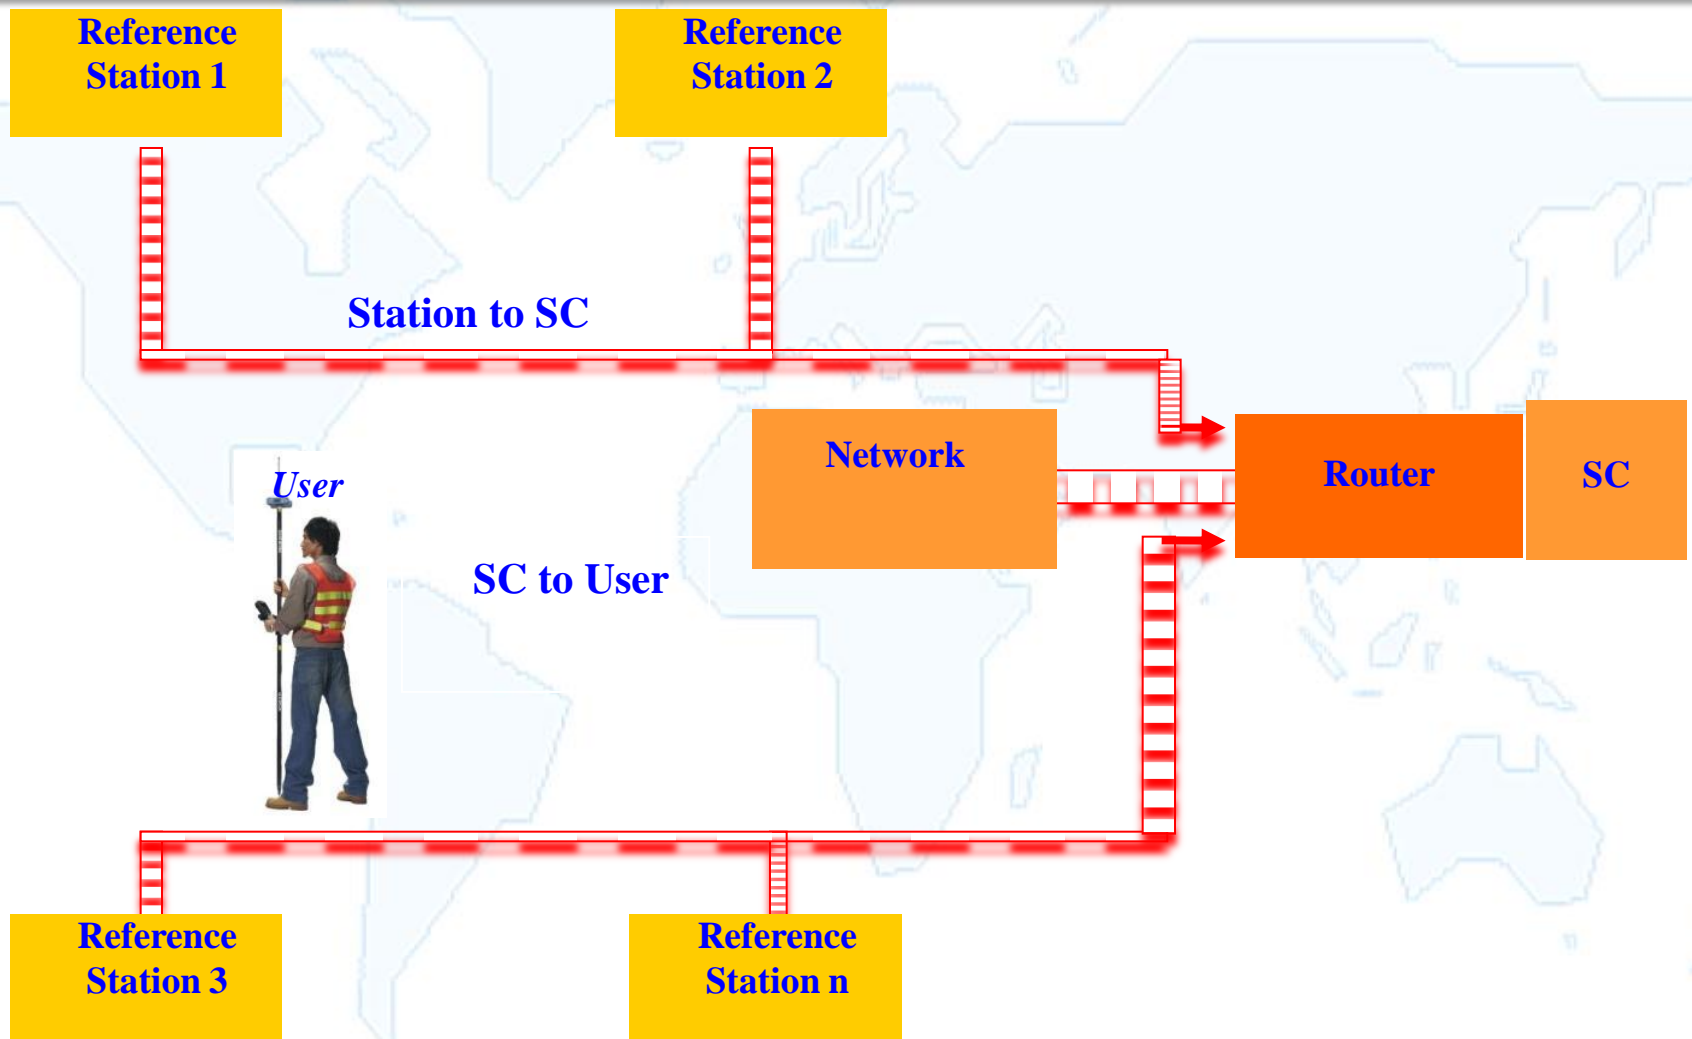 Reference
Station 1
Reference
Station 2
Station to SC
Network
Router
SC
User
SC to User
Reference
Station 3
Reference
Station n